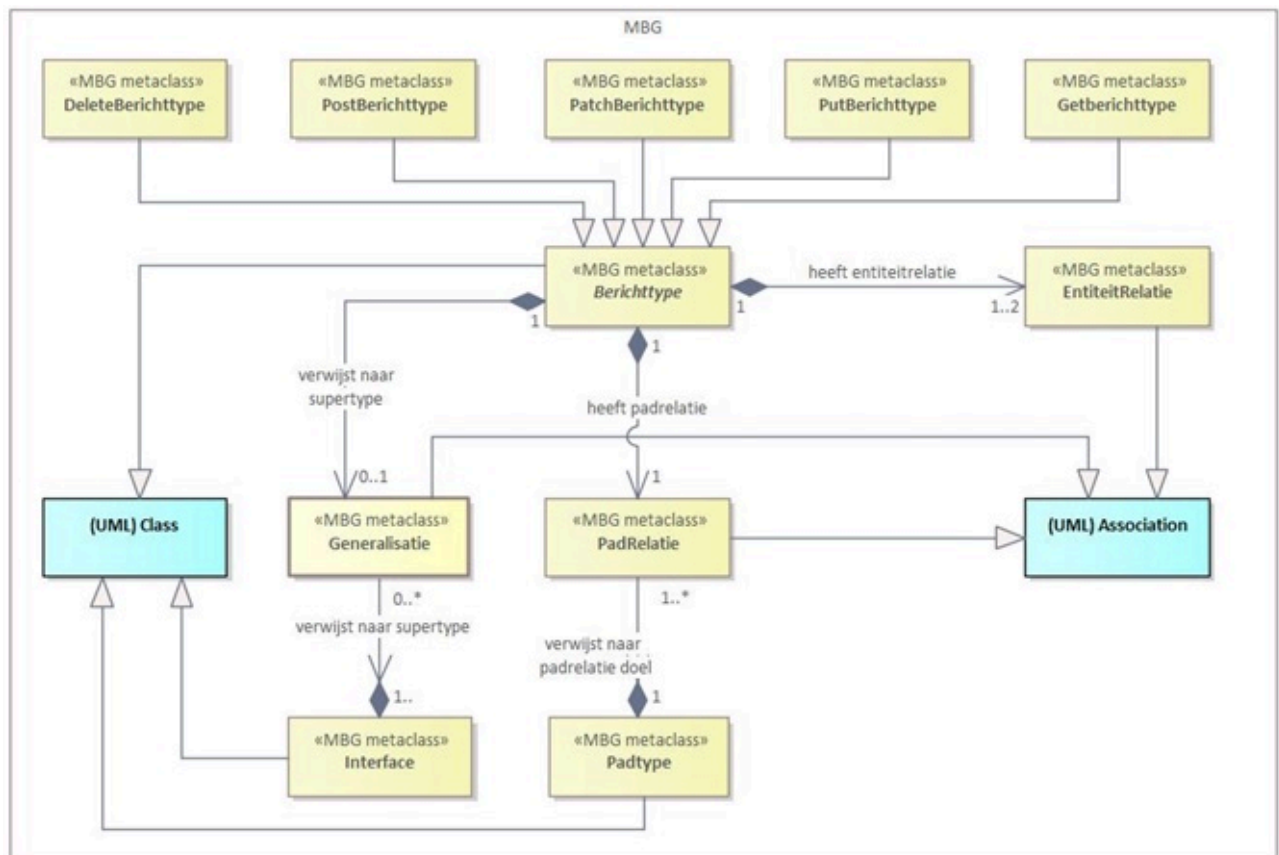 MBG
«MBG metaclass»
DeleteBerichttype
«MBG metaclass»
PostBerichttype
«MBG metaclass»
PatchBerichttype
«MBG metaclass»
PutBerichttype
«MBG metaclass»
Getberichttype
«MBG metaclass»
Berichttype
heeft entiteitrelatie
«MBG metaclass»
EntiteitRelatie
1
1..2
1
1
verwijst naar
supertype
heeft padrelatie
0..1
1
(UML) Class
«MBG metaclass»
Generalisatie
«MBG metaclass»
PadRelatie
(UML) Association
0..*
1..*
verwijst naar supertype
verwijst naar
padrelatie doel
1..
1
«MBG metaclass»
Interface
«MBG metaclass»
Padtype